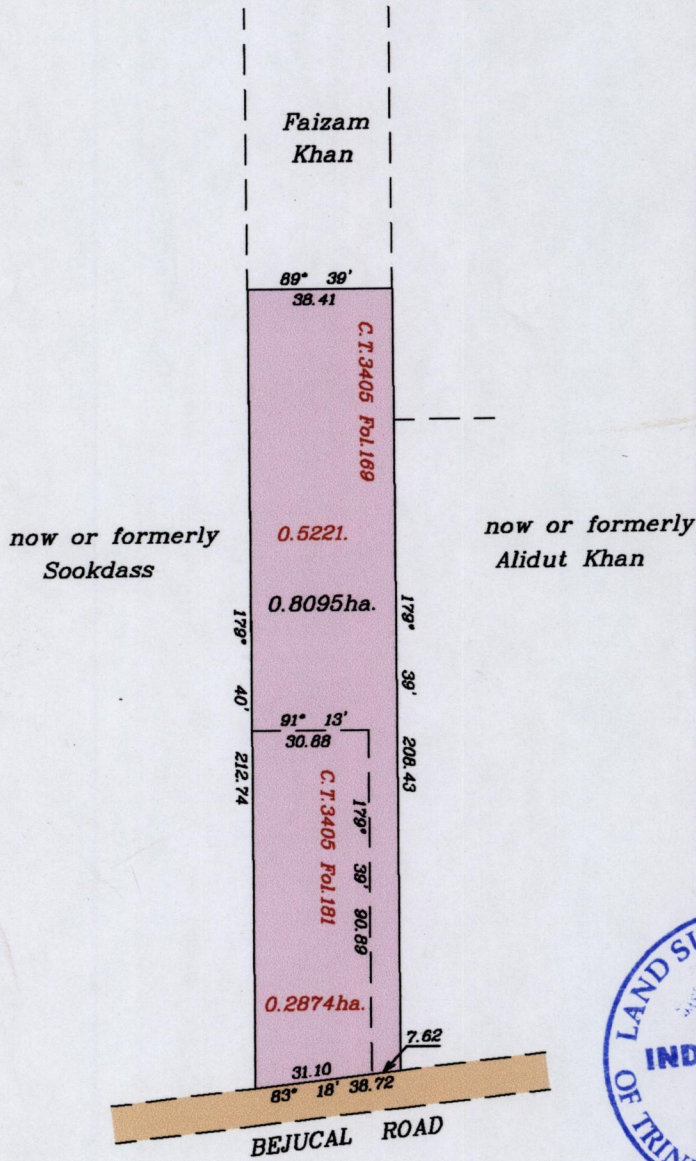 Faizam
Khan
89° 39'
38.41
C.T.3405 Fol.169
now or formerly
Sookdass
0.5221.
now or formerly
Alidut Khan
0.8095ha.
179° 40' 212.74
179° 39' 208.43
91° 13'
30.88
C.T.3405 Fol.181
179° 39' 90.89
0.2874ha.
7.62
31.10
83° 18' 38.72
BEJUCAL ROAD
LAND SU
IND
OF TRIN